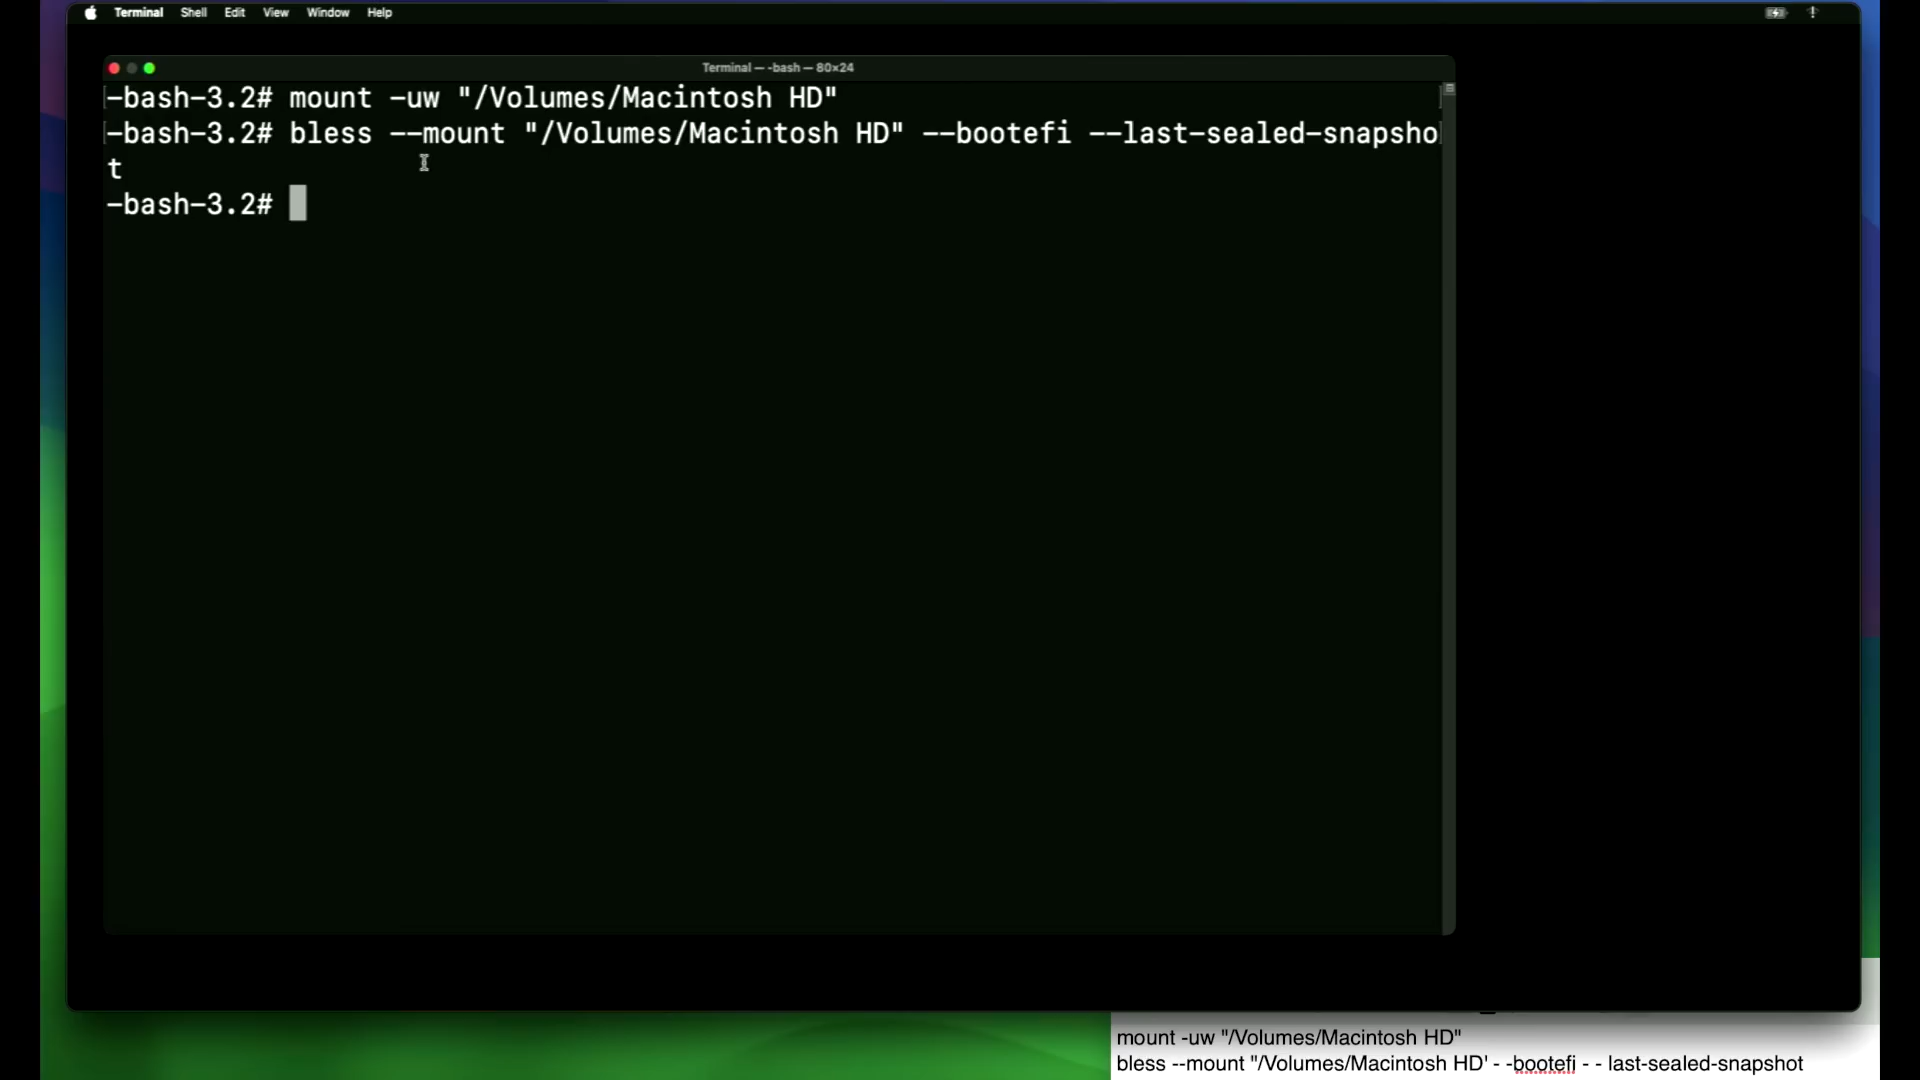 Terminal Shell Edit View Window Help
Terminal — -bash — 80×24
-bash-3.2# mount -uw "/Volumes/Macintosh HD"
-bash-3.2# bless --mount "/Volumes/Macintosh HD" --bootefi --last-sealed-snapsho
t
-bash-3.2#
mount -uw "/Volumes/Macintosh HD"
bless --mount "/Volumes/Macintosh HD' - -bootefi - - last-sealed-snapshot